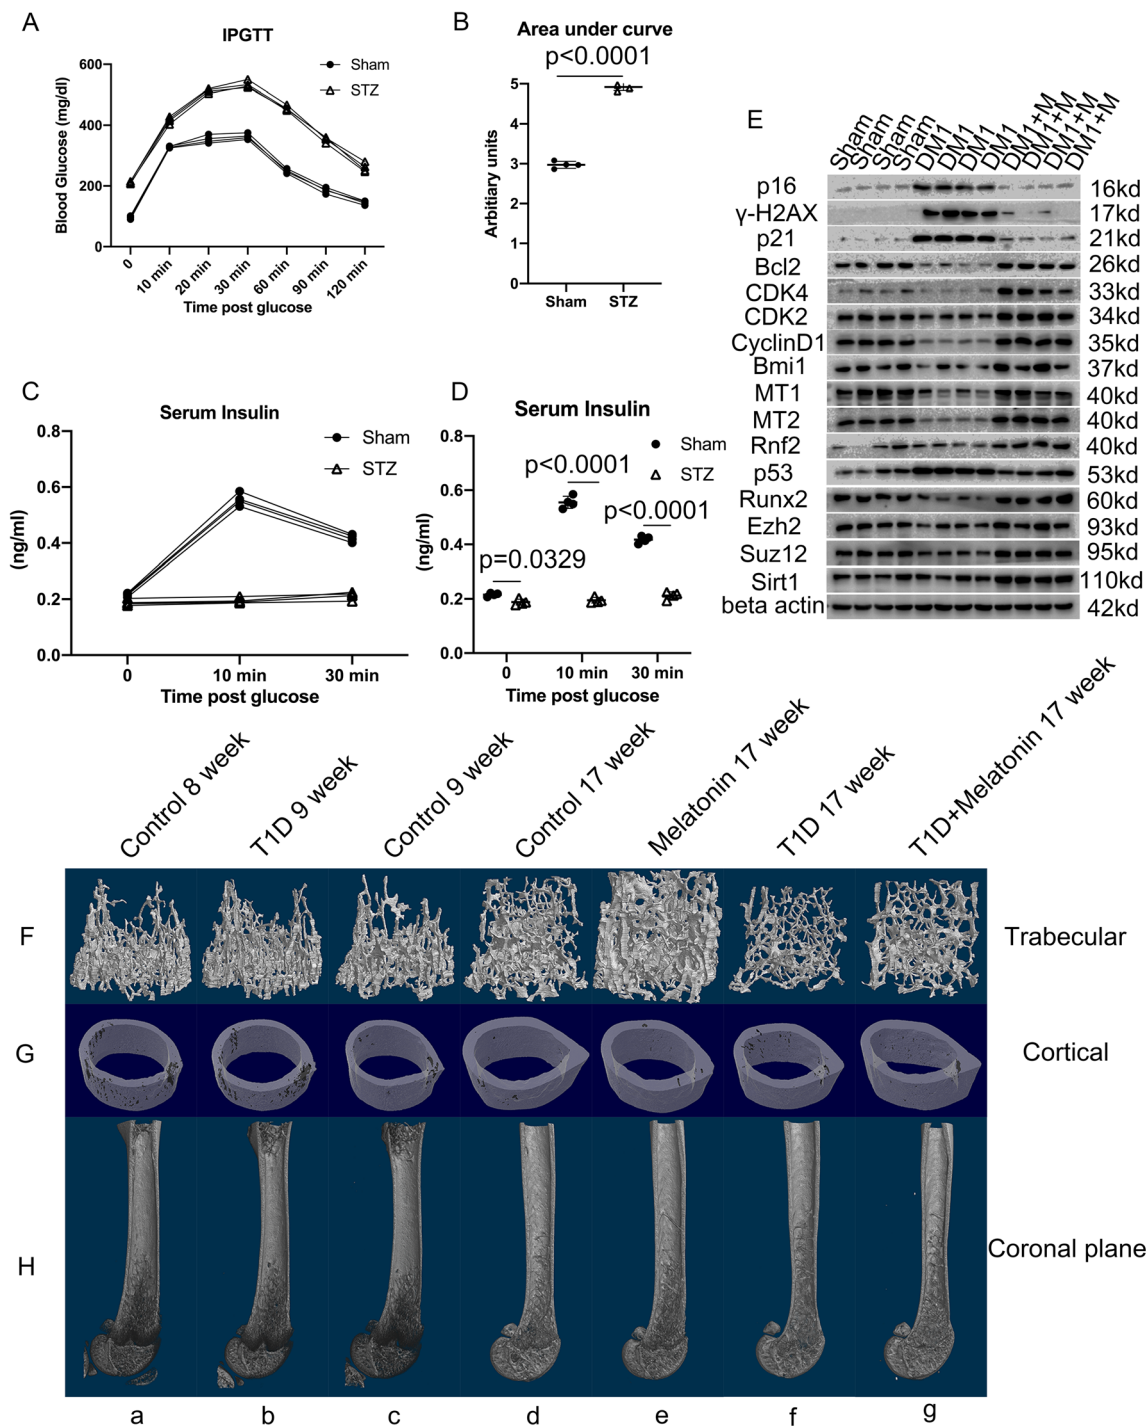 A
IPGTT
Blood Glucose (mg/dl)
600
400
200
0
Sham
STZ
0
10 min
20 min
30 min
60 min
90 min
120 min
Time post glucose
B
Area under curve
p<0.0001
Arbitiary units
5
4
3
2
1
0
Sham
STZ
C
Serum Insulin
(ng/ml)
0.8
0.6
0.4
0.2
0.0
Sham
STZ
0
10 min
30 min
Time post glucose
D
Serum Insulin
(ng/ml)
0.8
0.6
0.4
0.2
0.0
Sham
STZ
p<0.0001
p<0.0001
p=0.0329
0
10 min
30 min
Time post glucose
E
Sham
Sham
Sham
Sham
DM1
DM1
DM1
DM1
DM1+M
DM1+M
DM1+M
DM1+M
p16 16kd
γ-H2AX 17kd
p21 21kd
Bcl2 26kd
CDK4 33kd
CDK2 34kd
CyclinD1 35kd
Bmi1 37kd
MT1 40kd
MT2 40kd
Rnf2 40kd
p53 53kd
Runx2 60kd
Ezh2 93kd
Suz12 95kd
Sirt1 110kd
beta actin 42kd
Control 8 week
T1D 9 week
Control 9 week
Control 17 week
Melatonin 17 week
T1D 17 week
T1D+Melatonin 17 week
F
Trabecular
G
Cortical
H
Coronal plane
a
b
c
d
e
f
g